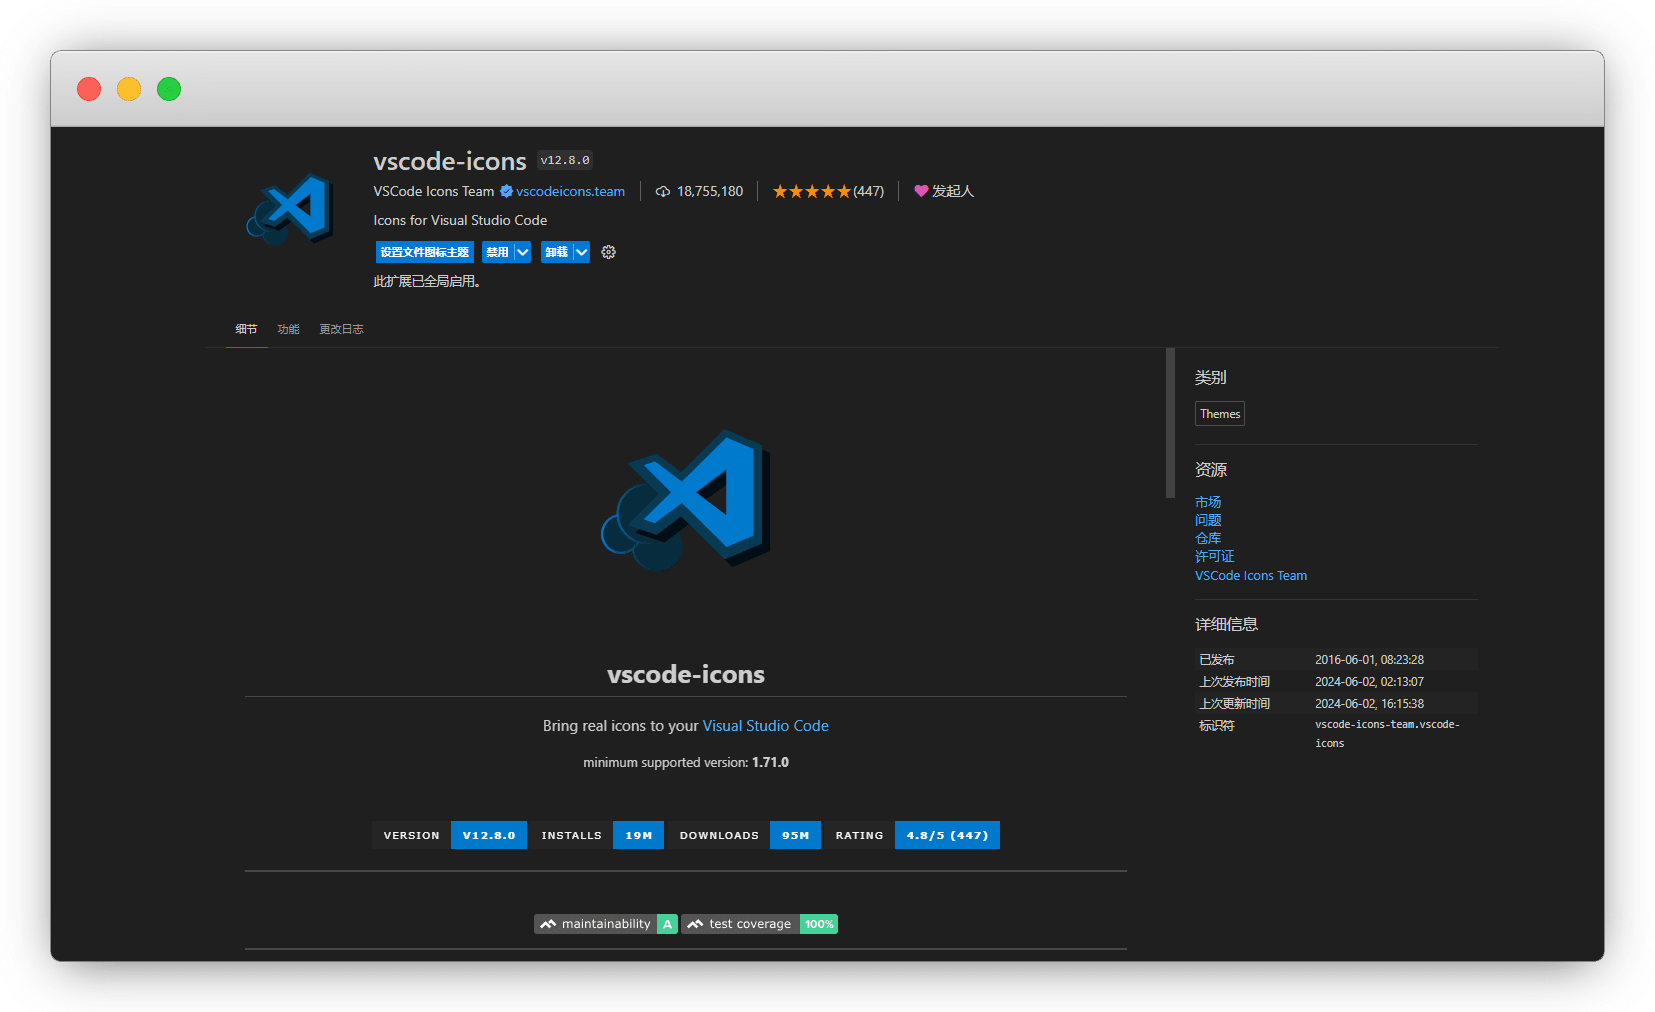 vscode-icons v12.8.0
VSCode Icons Team vscodeicons.team 18,755,180 (447) 发起人
Icons for Visual Studio Code
设置文件图标主题 禁用 卸载
此扩展已全局启用。
细节 功能 更改日志
类别
Themes
资源
市场
问题
仓库
许可证
VSCode Icons Team
详细信息
已发布 2016-06-01, 08:23:28
上次发布时间 2024-06-02, 02:13:07
上次更新时间 2024-06-02, 16:15:38
标识符 vscode-icons-team.vscode-
icons
vscode-icons
Bring real icons to your Visual Studio Code
minimum supported version: 1.71.0
VERSION V12.8.0 INSTALLS 19M DOWNLOADS 95M RATING 4.8/5 (447)
maintainability A test coverage 100%